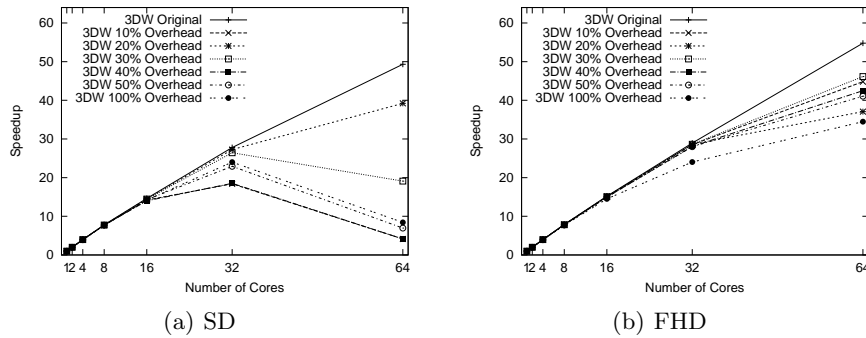 60
50
40
30
20
10
0
Speedup
3DW Original
3DW 10% Overhead
3DW 20% Overhead
3DW 30% Overhead
3DW 40% Overhead
3DW 50% Overhead
3DW 100% Overhead
1 2 4 8 16 32 64
Number of Cores
(a) SD
60
50
40
30
20
10
0
Speedup
3DW Original
3DW 10% Overhead
3DW 20% Overhead
3DW 30% Overhead
3DW 40% Overhead
3DW 50% Overhead
3DW 100% Overhead
1 2 4 8 16 32 64
Number of Cores
(b) FHD